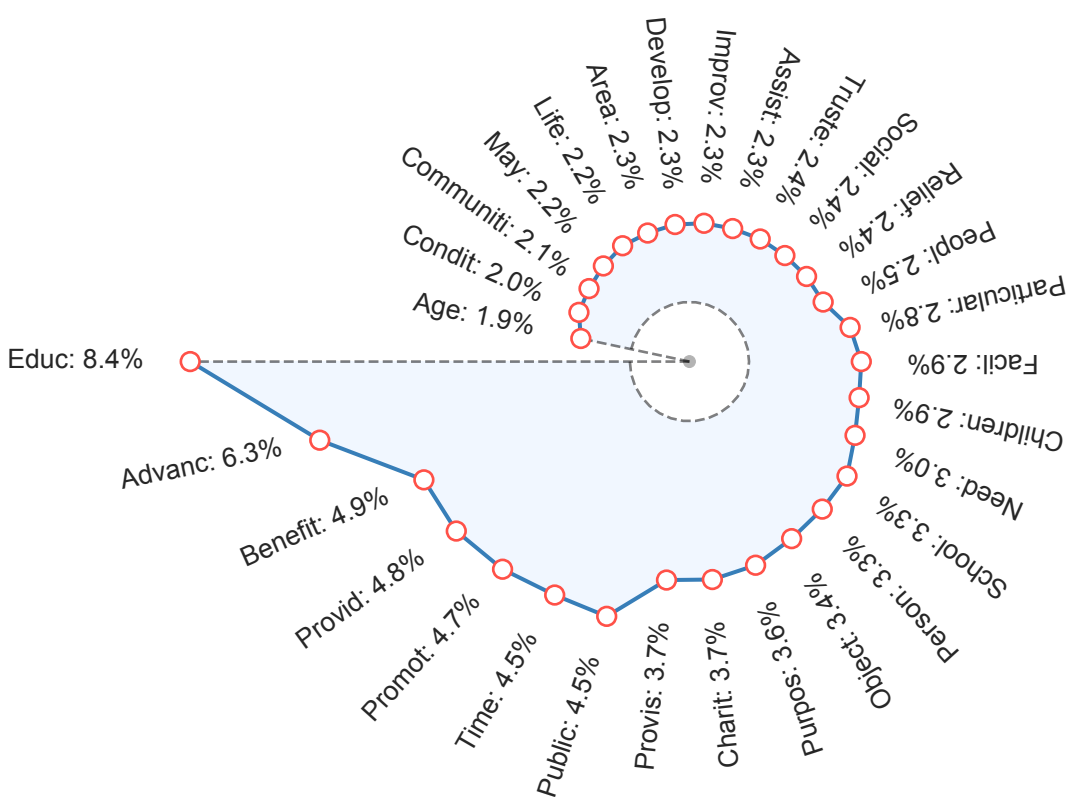 Educ: 8.4%
Advanc: 6.3%
Benefit: 4.9%
Provid: 4.8%
Promot: 4.7%
Time: 4.5%
Public: 4.5%
Provis: 3.7%
Charit: 3.7%
Purpos: 3.6%
Object: 3.4%
Person: 3.3%
School: 3.3%
Need: 3.0%
Children: 2.9%
Facil: 2.9%
Particular: 2.8%
Peopl: 2.5%
Relief: 2.4%
Social: 2.4%
Truste: 2.4%
Assist: 2.3%
Improv: 2.3%
Develop: 2.3%
Area: 2.3%
Life: 2.2%
May: 2.2%
Communiti: 2.1%
Condit: 2.0%
Age: 1.9%